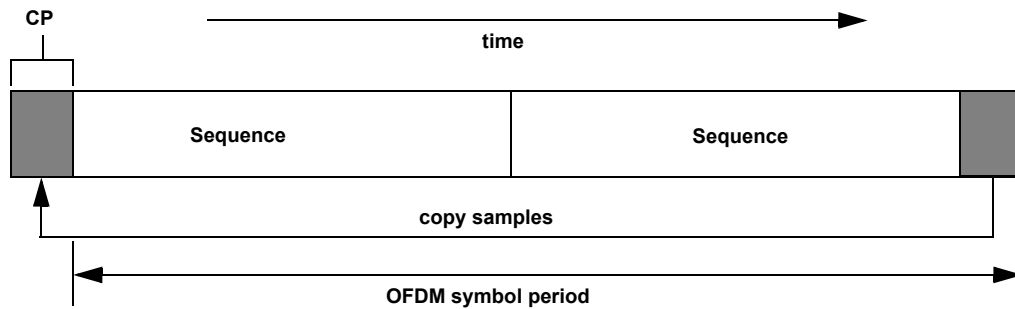 CP
time
Sequence
Sequence
copy samples
OFDM symbol period